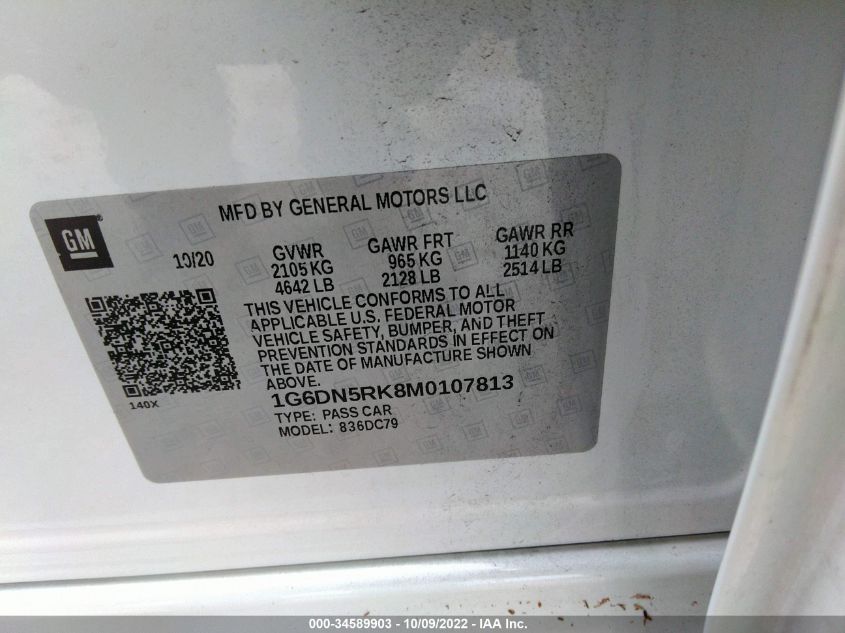 MFD BY GENERAL MOTORS LLC
GM
10/20
GVWR
2105 KG
4642 LB
GAWR FRT
965 KG
2128 LB
GAWR RR
1140 KG
2514 LB
THIS VEHICLE CONFORMS TO ALL
APPLICABLE U.S. FEDERAL MOTOR
VEHICLE SAFETY, BUMPER, AND THEFT
PREVENTION STANDARDS IN EFFECT ON
THE DATE OF MANUFACTURE SHOWN
ABOVE.
140X
1G6DN5RK8M0107813
TYPE: PASS CAR
MODEL: 836DC79
000-34589903 - 10/09/2022 - IAA Inc.